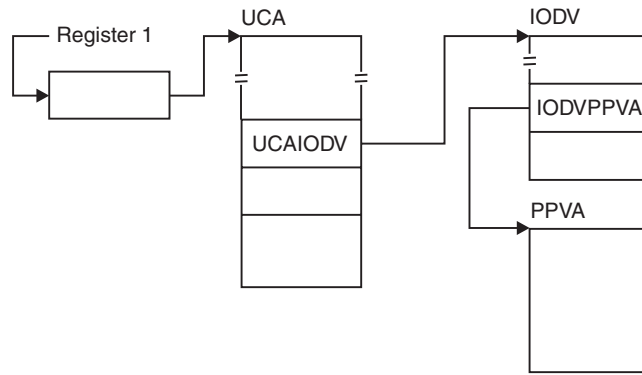 UCA
IODV
Register 1
IODVPPVA
UCAIODV
PPVA